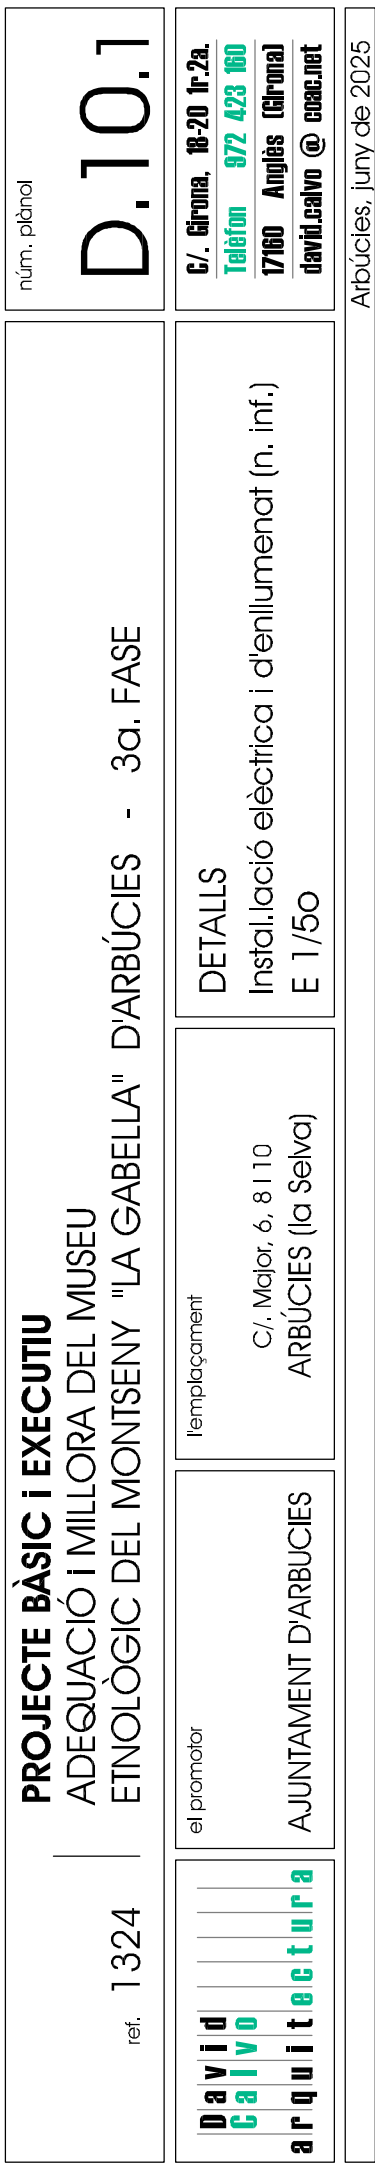 ref. 1324
PROJECTE BÀSIC i EXECUTIU
ADEQUACIÓ i MILLORA DEL MUSEU
ETNOLÒGIC DEL MONTSENY "LA GABELLA" D'ARBÚCIES - 3a. FASE
núm. plànol
D.10.1
David
Calvo
arquitectura
el promotor
AJUNTAMENT D'ARBUCIES
l'emplaçament
C/. Major, 6, 8 I 10
ARBÚCIES (la Selva)
DETALLS
Instal.lació elèctrica i d'enllumenat (n. inf.)
E 1/50
C/. Girona, 18-20 1r.2a.
Telèfon 972 423 160
17160 Anglès (Girona)
david.calvo @ coac.net
Arbúcies, juny de 2025